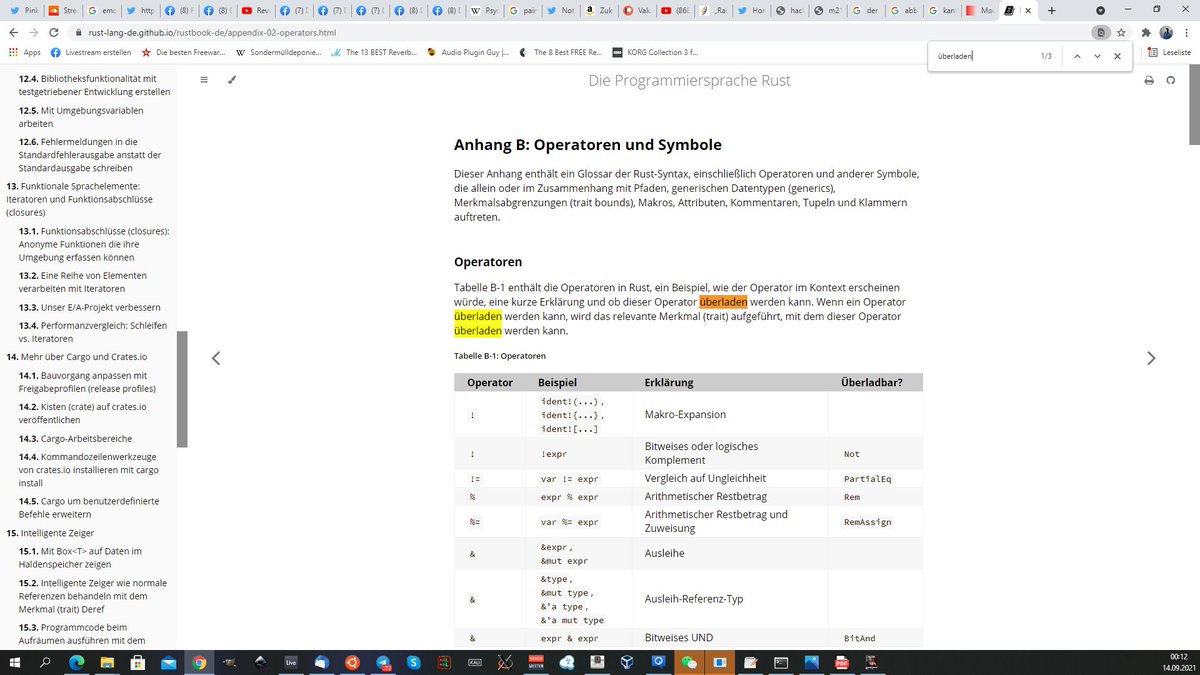 Pink
Stre
emo
http
(8) F
(8) I
Reve
(7) I
(7) I
(8)
(8) I
Psy
pair
Not
Zuk
Vak
(860
„Ra
Hor
hack
m21
der
abb
kan
Mo
rust-lang-de.github.io/rustbook-de/appendix-02-operators.html
Apps
Livestream erstellen
Die besten Freewar...
Sondermülldeponie...
The 13 BEST Reverb...
Audio Plugin Guy |...
The 8 Best FREE Re...
KORG Collection 3 f...
Leseliste
überladen
1/3
12.4. Bibliotheksfunktionalität mit
testgetriebener Entwicklung erstellen
12.5. Mit Umgebungsvariablen
arbeiten
12.6. Fehlermeldungen in die
Standardfehlerausgabe anstatt der
Standardausgabe schreiben
13. Funktionale Sprachelemente:
Iteratoren und Funktionsabschlüsse
(closures)
13.1. Funktionsabschlüsse (closures):
Anonyme Funktionen die ihre
Umgebung erfassen können
13.2. Eine Reihe von Elementen
verarbeiten mit Iteratoren
13.3. Unser E/A-Projekt verbessern
13.4. Performanzvergleich: Schleifen
vs. Iteratoren
14. Mehr über Cargo und Crates.io
14.1. Bauvorgang anpassen mit
Freigabeprofilen (release profiles)
14.2. Kisten (crate) auf crates.io
veröffentlichen
14.3. Cargo-Arbeitsbereiche
14.4. Kommandozeilenwerkzeuge
von crates.io installieren mit cargo
install
14.5. Cargo um benutzerdefinierte
Befehle erweitern
15. Intelligente Zeiger
15.1. Mit Box<T> auf Daten im
Haldenspeicher zeigen
15.2. Intelligente Zeiger wie normale
Referenzen behandeln mit dem
Merkmal (trait) Deref
15.3. Programmcode beim
Aufräumen ausführen mit dem
Die Programmiersprache Rust
Anhang B: Operatoren und Symbole
Dieser Anhang enthält ein Glossar der Rust-Syntax, einschließlich Operatoren und anderer Symbole,
die allein oder im Zusammenhang mit Pfaden, generischen Datentypen (generics),
Merkmalsabgrenzungen (trait bounds), Makros, Attributen, Kommentaren, Tupeln und Klammern
auftreten.
Operatoren
Tabelle B-1 enthält die Operatoren in Rust, ein Beispiel, wie der Operator im Kontext erscheinen
würde, eine kurze Erklärung und ob dieser Operator überladen werden kann. Wenn ein Operator
überladen werden kann, wird das relevante Merkmal (trait) aufgeführt, mit dem dieser Operator
überladen werden kann.
Tabelle B-1: Operatoren
Operator Beispiel Erklärung Überladbar?
! ident!(...), ident!{...}, ident![...] Makro-Expansion
! !expr Bitweises oder logisches Komplement Not
!= var != expr Vergleich auf Ungleichheit PartialEq
% expr % expr Arithmetischer Restbetrag Rem
%= var %= expr Arithmetischer Restbetrag und Zuweisung RemAssign
& &expr, &mut expr Ausleihe
& &type, &mut type, &'a type, &'a mut type Ausleih-Referenz-Typ
& expr & expr Bitweises UND BitAnd
00:12
14.09.2021